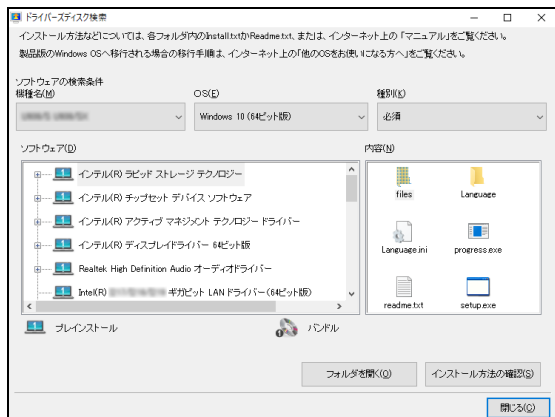 ドライバーズディスク検索
インストール方法などについては、各フォルダ内のInstall.txtかReadme.txt、または、インターネット上の「マニュアル」をご覧ください。
製品版のWindows OSへ移行される場合の移行手順は、インターネット上の「他のOSをお使いになる方へ」をご覧ください。
ソフトウェアの検索条件
機種名(M)
OS(E)
種別(K)
Windows 10 (64ビット版)
必須
ソフトウェア(D)
内容(N)
インテル(R) ラピッド ストレージ テクノロジー
インテル(R) チップセット デバイス ソフトウェア
インテル(R) アクティブ マネジメント テクノロジー ドライバー
インテル(R) ディスプレイドライバー 64ビット版
Realtek High Definition Audio オーディオドライバー
Intel(R) ギガビット LANドライバー(64ビット版)
files
Language
Language.ini
progress.exe
readme.txt
setup.exe
プレインストール
バンドル
フォルダを開く(O)
インストール方法の確認(S)
閉じる(C)